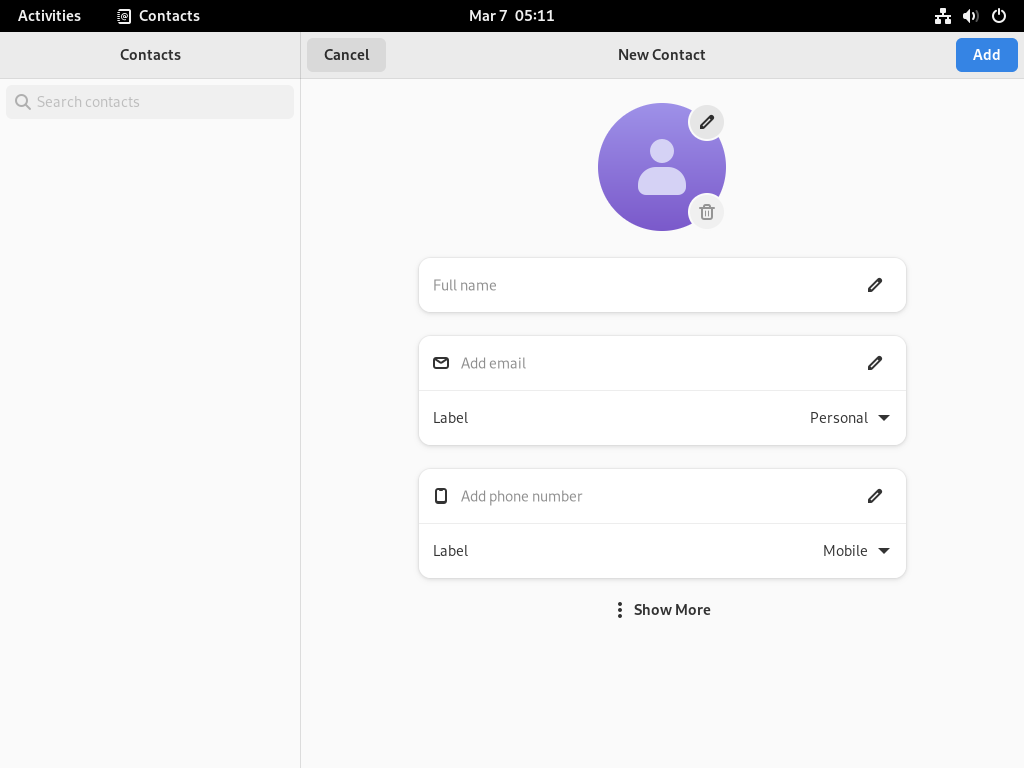 Activities Contacts Mar 7 05:11
Contacts Cancel New Contact Add
Search contacts
Full name
Add email
Label Personal
Add phone number
Label Mobile
Show More